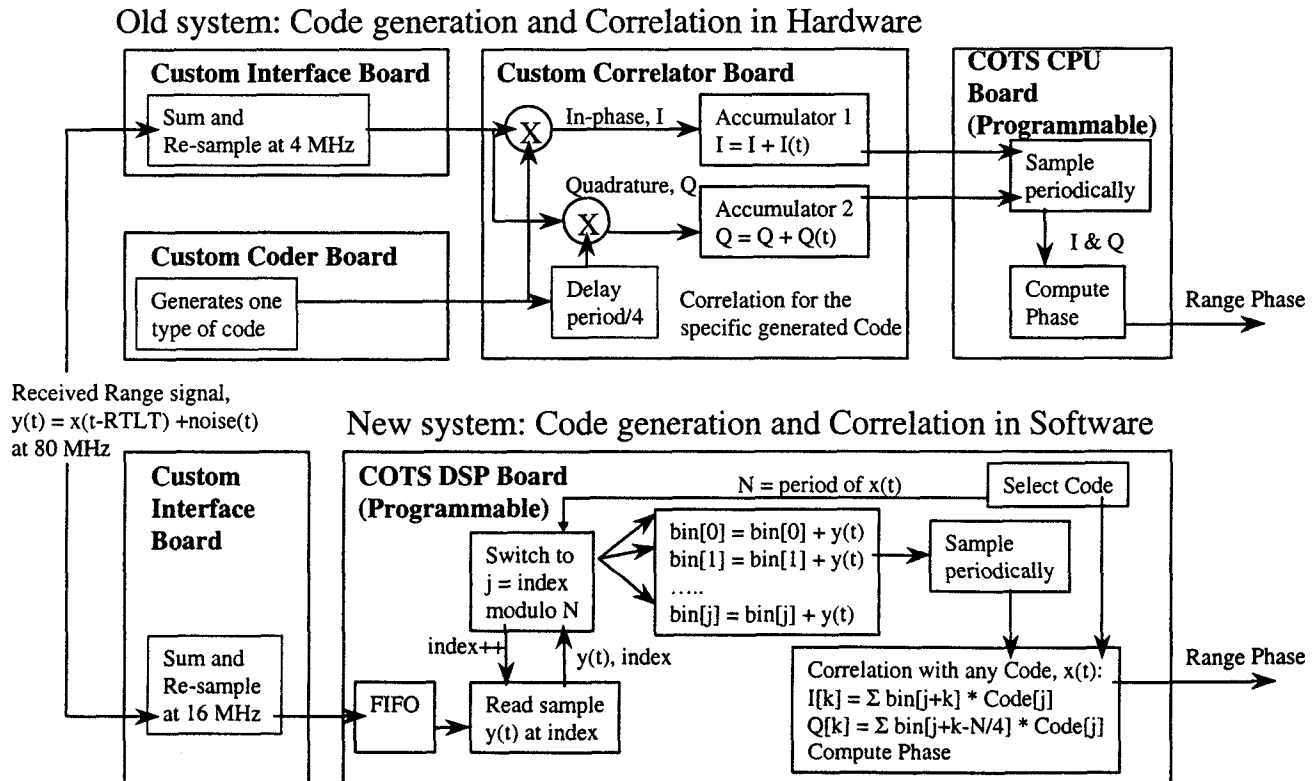 Old system: Code generation and Correlation in Hardware
Custom Interface Board
Sum and
Re-sample at 4 MHz
Custom Correlator Board
X
In-phase, I
Accumulator 1
I = I + I(t)
Quadrature, Q
X
Accumulator 2
Q = Q + Q(t)
Delay
period/4
Correlation for the
specific generated Code
COTS CPU
Board
(Programmable)
Sample
periodically
I & Q
Compute
Phase
Range Phase
Custom Coder Board
Generates one
type of code
Received Range signal,
y(t) = x(t-RTLT) +noise(t)
at 80 MHz
New system: Code generation and Correlation in Software
Custom
Interface
Board
Sum and
Re-sample
at 16 MHz
COTS DSP Board
(Programmable)
N = period of x(t)
Select Code
Switch to
j = index
modulo N
bin[0] = bin[0] + y(t)
bin[1] = bin[1] + y(t)
.....
bin[j] = bin[j] + y(t)
Sample
periodically
index++
y(t), index
FIFO
Read sample
y(t) at index
Correlation with any Code, x(t):
I[k] = Σ bin[j+k] * Code[j]
Q[k] = Σ bin[j+k-N/4] * Code[j]
Compute Phase
Range Phase